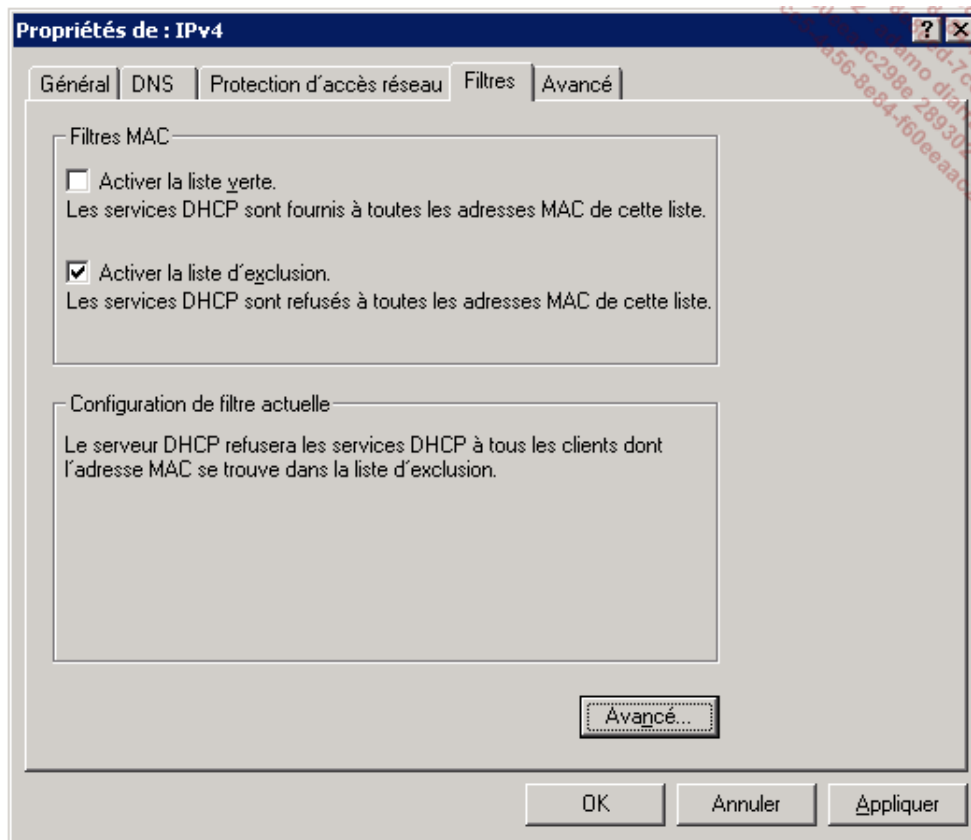 Propriétés de : IPv4
Général
DNS
Protection d'accès réseau
Filtres
Avancé
Filtres MAC
Activer la liste verte.
Les services DHCP sont fournis à toutes les adresses MAC de cette liste.
Activer la liste d'exclusion.
Les services DHCP sont refusés à toutes les adresses MAC de cette liste.
Configuration de filtre actuelle
Le serveur DHCP refusera les services DHCP à tous les clients dont
l'adresse MAC se trouve dans la liste d'exclusion.
Avancé...
OK
Annuler
Appliquer